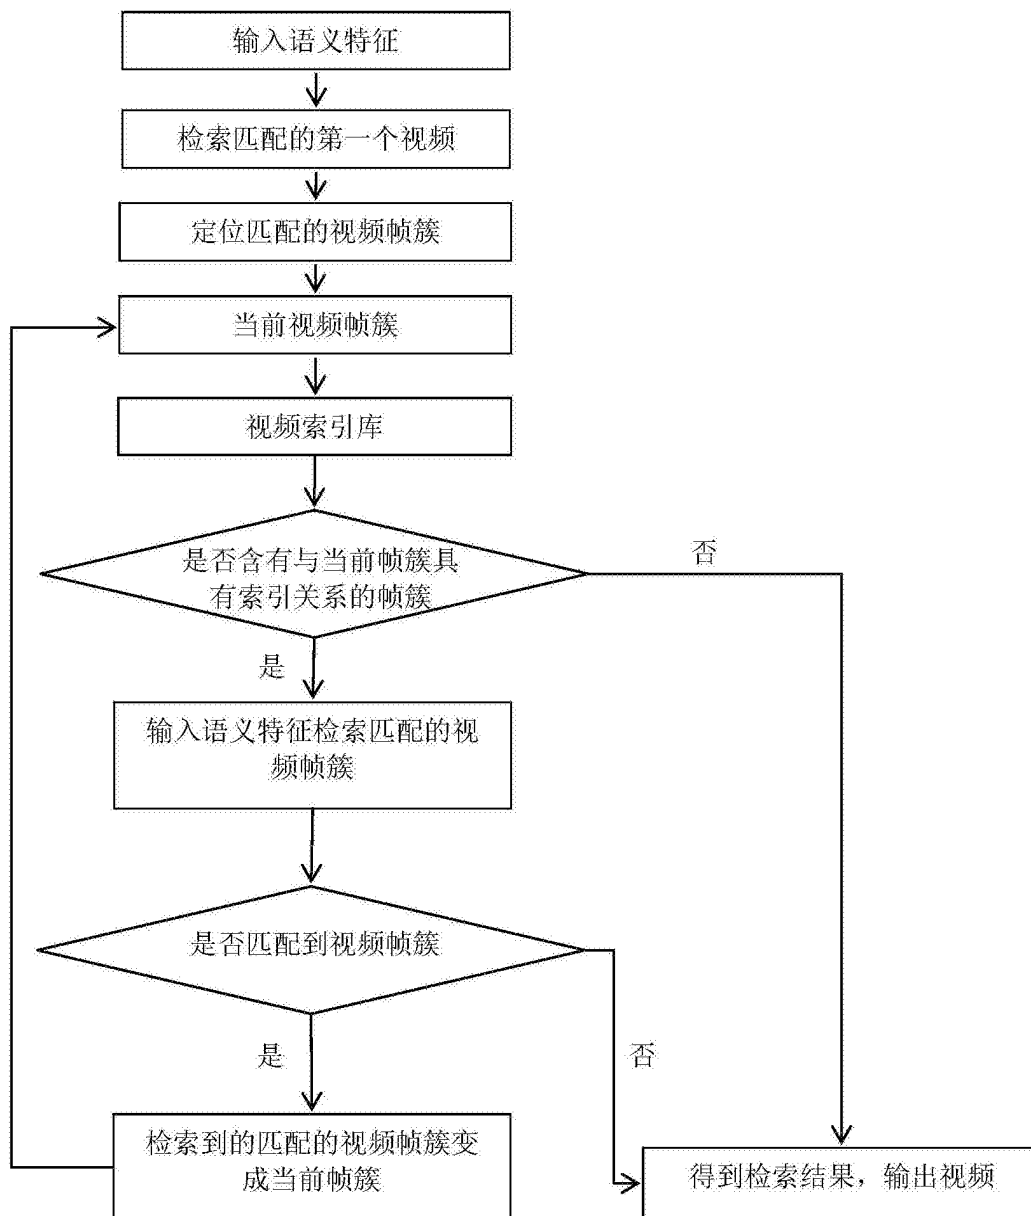 输入语义特征
检索匹配的第一个视频
定位匹配的视频帧簇
当前视频帧簇
视频索引库
是否含有与当前帧簇具
有索引关系的帧簇
否
是
输入语义特征检索匹配的视
频帧簇
是否匹配到视频帧簇
是
否
检索到的匹配的视频帧簇变
成当前帧簇
得到检索结果，输出视频